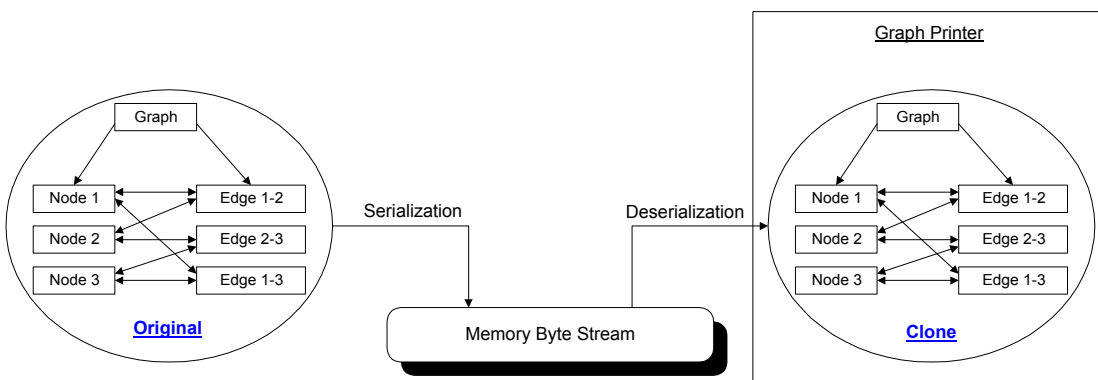 Graph Printer
Graph
Node 1
Edge 1-2
Node 2
Edge 2-3
Node 3
Edge 1-3
Original
Serialization
Memory Byte Stream
Deserialization
Graph
Node 1
Edge 1-2
Node 2
Edge 2-3
Node 3
Edge 1-3
Clone